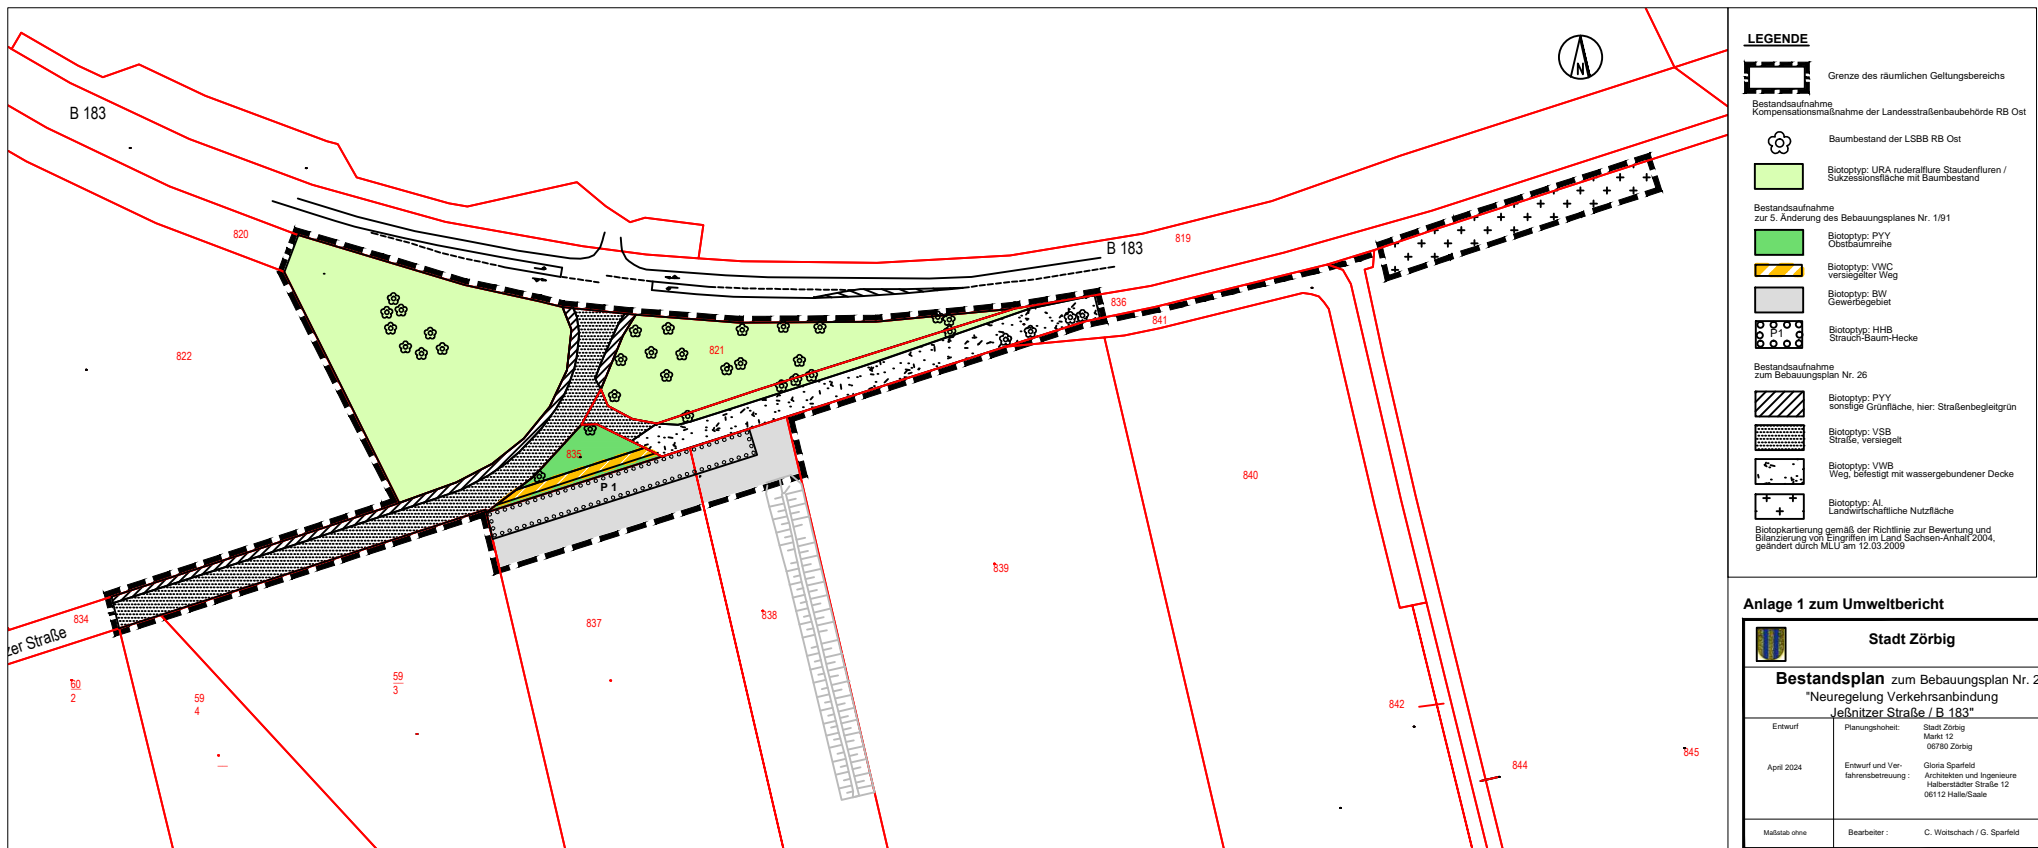 B 183
820
822
821
835
P 1
B 183
819
836
841
840
839
838
837
834
zer Straße
60
2
59
4
59
3
842
844
845
N
LEGENDE
Grenze des räumlichen Geltungsbereichs
Bestandsaufnahme
Kompensationsmaßnahme der Landesstraßenbaubehörde RB Ost
Baumbestand der LSBB RB Ost
Biotoptyp: URA ruderalflure Staudenfluren /
Sukzessionsfläche mit Baumbestand
Bestandsaufnahme
zur 5. Änderung des Bebauungsplanes Nr. 1/91
Biotoptyp: PYY
Obstbaumreihe
Biotoptyp: VWC
versiegelter Weg
Biotoptyp: BW
Gewerbegebiet
P 1
Biotoptyp: HHB
Strauch-Baum-Hecke
Bestandsaufnahme
zum Bebauungsplan Nr. 26
Biotoptyp: PYY
sonstige Grünfläche, hier: Straßenbegleitgrün
Biotoptyp: VSB
Straße, versiegelt
Biotoptyp: VWB
Weg, befestigt mit wassergebundener Decke
Biotoptyp: AI.
Landwirtschaftliche Nutzfläche
Biotopkartierung gemäß der Richtlinie zur Bewertung und
Bilanzierung von Eingriffen im Land Sachsen-Anhalt 2004,
geändert durch MLU am 12.03.2009
Anlage 1 zum Umweltbericht
Stadt Zörbig
Bestandsplan zum Bebauungsplan Nr. 2
"Neuregelung Verkehrsanbindung
Jeßnitzer Straße / B 183"
Entwurf
April 2024
Planungshoheit: Stadt Zörbig
Markt 12
06780 Zörbig
Entwurf und Ver- Gloria Sparfeld
fahrensbetreuung : Architekten und Ingenieure
Halberstädter Straße 12
06112 Halle/Saale
Maßstab ohne
Bearbeiter : C. Woitschach / G. Sparfeld